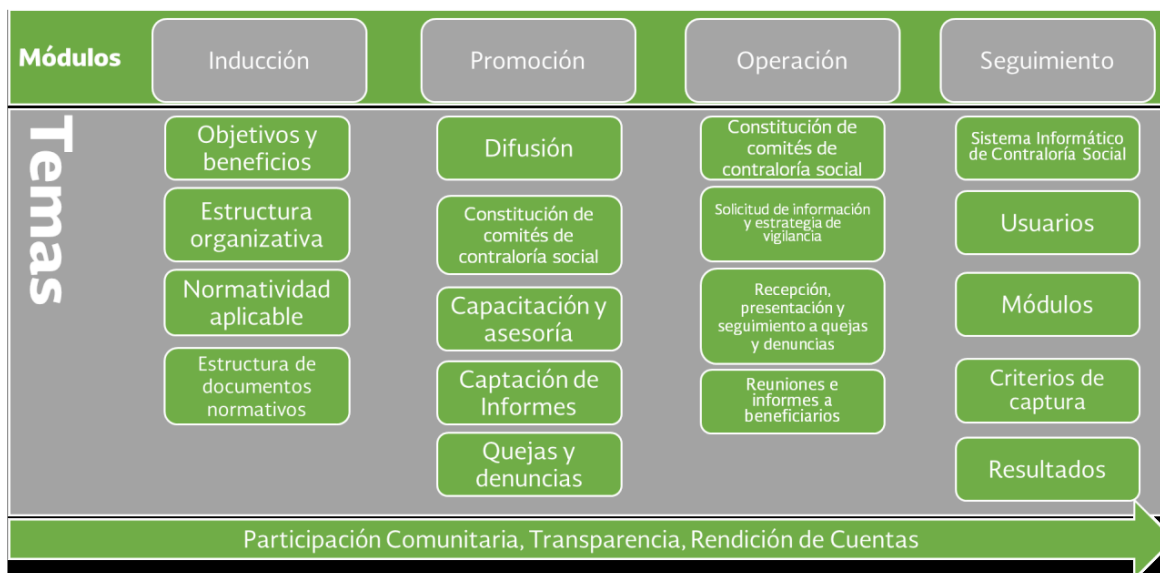 Módulos
Inducción
Promoción
Operación
Seguimiento
Temas
Objetivos y
beneficios
Estructura
organizativa
Normatividad
aplicable
Estructura de
documentos
normativos
Difusión
Constitución de
comités de
contraloría social
Capacitación y
asesoría
Captación de
Informes
Quejas y
denuncias
Constitución de
comités de
contraloría social
Solicitud de información
y estrategia de
vigilancia
Recepción,
presentación y
seguimiento a quejas
y denuncias
Reuniones e
informes a
beneficiarios
Sistema Informático
de Contraloría Social
Usuarios
Módulos
Criterios de
captura
Resultados
Participación Comunitaria, Transparencia, Rendición de Cuentas